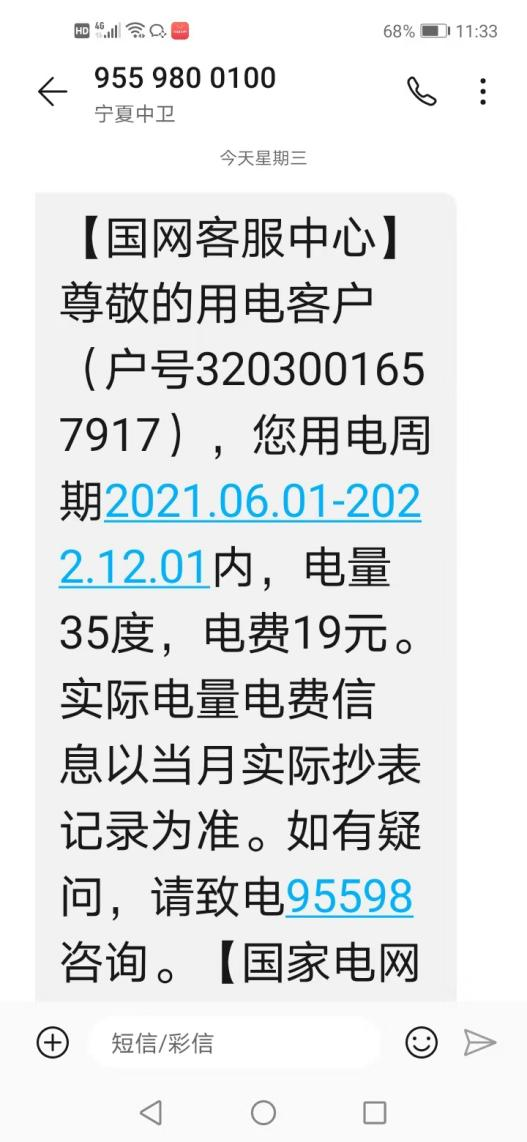 HD 4G 68% 11:33
955 980 0100
宁夏中卫
今天星期三
【国网客服中心】
尊敬的用电客户
（户号320300165
7917），您用电周
期2021.06.01-202
2.12.01内，电量
35度，电费19元。
实际电量电费信
息以当月实际抄表
记录为准。如有疑
问，请致电95598
咨询。【国家电网
短信/彩信